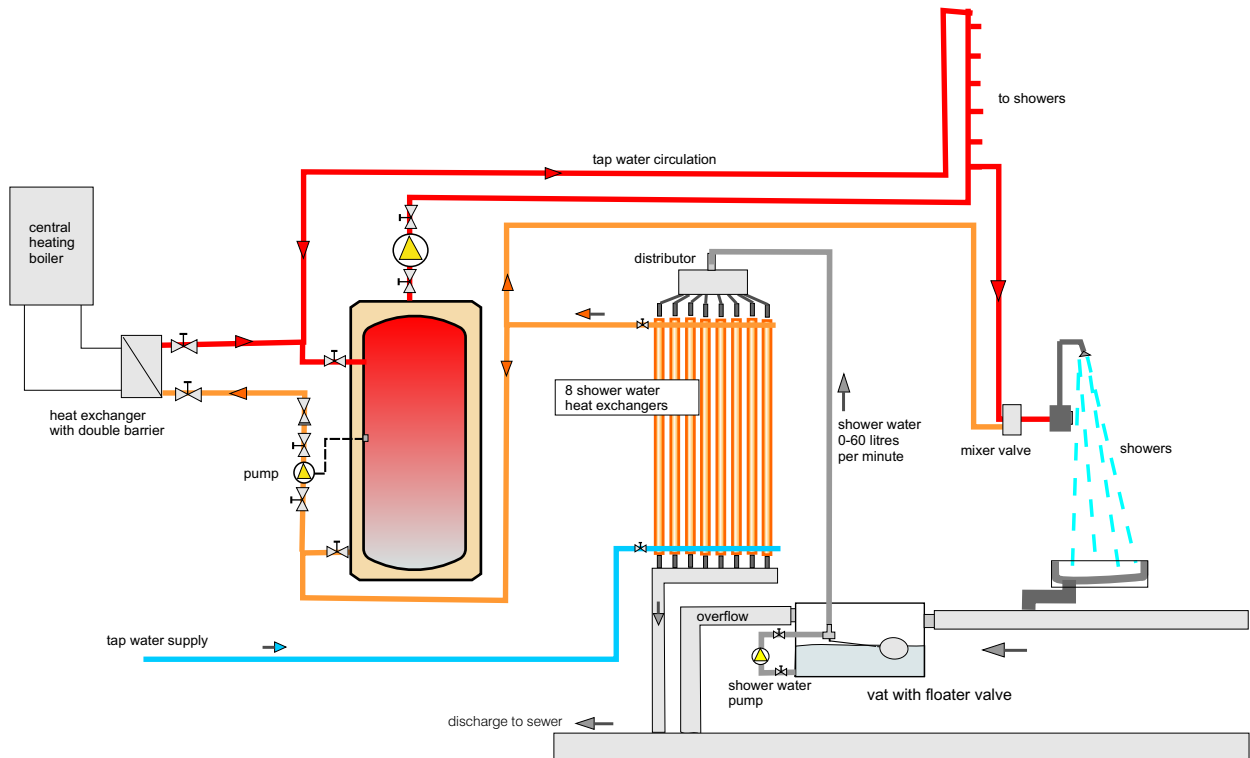 to showers
tap water circulation
central
heating
boiler
distributor
8 shower water
heat exchangers
heat exchanger
with double barrier
shower water
0-60 litres
per minute
mixer valve
showers
pump
overflow
tap water supply
shower water
pump
vat with floater valve
discharge to sewer